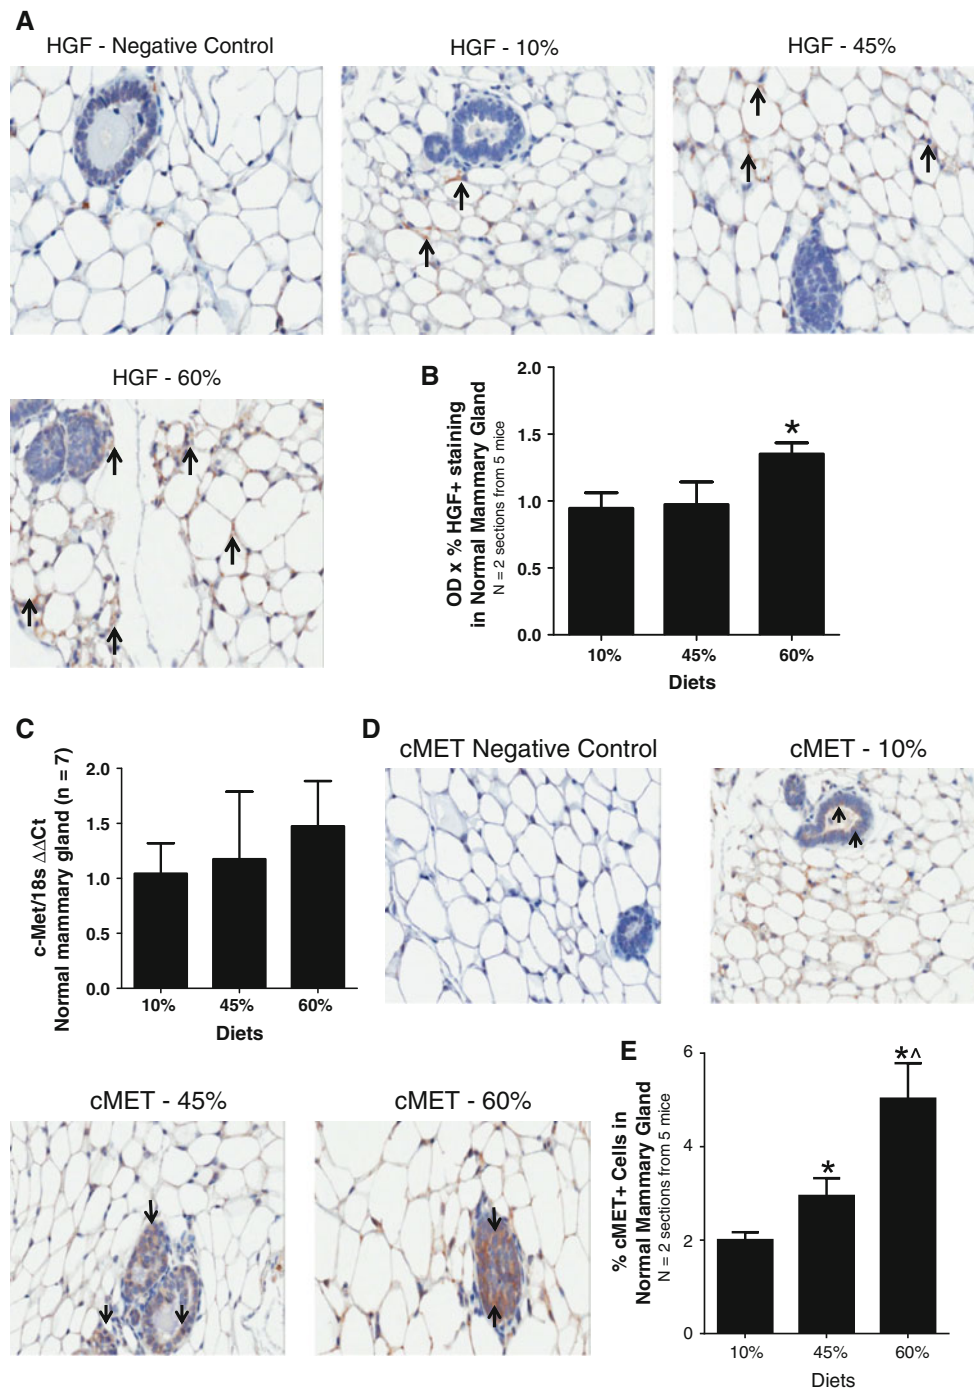 A
HGF - Negative Control
HGF - 10%
HGF - 45%
HGF - 60%
B
OD x % HGF+ staining
in Normal Mammary Gland
N = 2 sections from 5 mice
2.0
1.5
1.0
0.5
0.0
*
10%
45%
60%
Diets
C
c-Met/18s ΔΔCt
Normal mammary gland (n = 7)
2.0
1.5
1.0
0.5
0.0
10%
45%
60%
Diets
D
cMET Negative Control
cMET - 10%
cMET - 45%
cMET - 60%
E
% cMET+ Cells in
Normal Mammary Gland
N = 2 sections from 5 mice
6
4
2
0
*
*^
10%
45%
60%
Diets